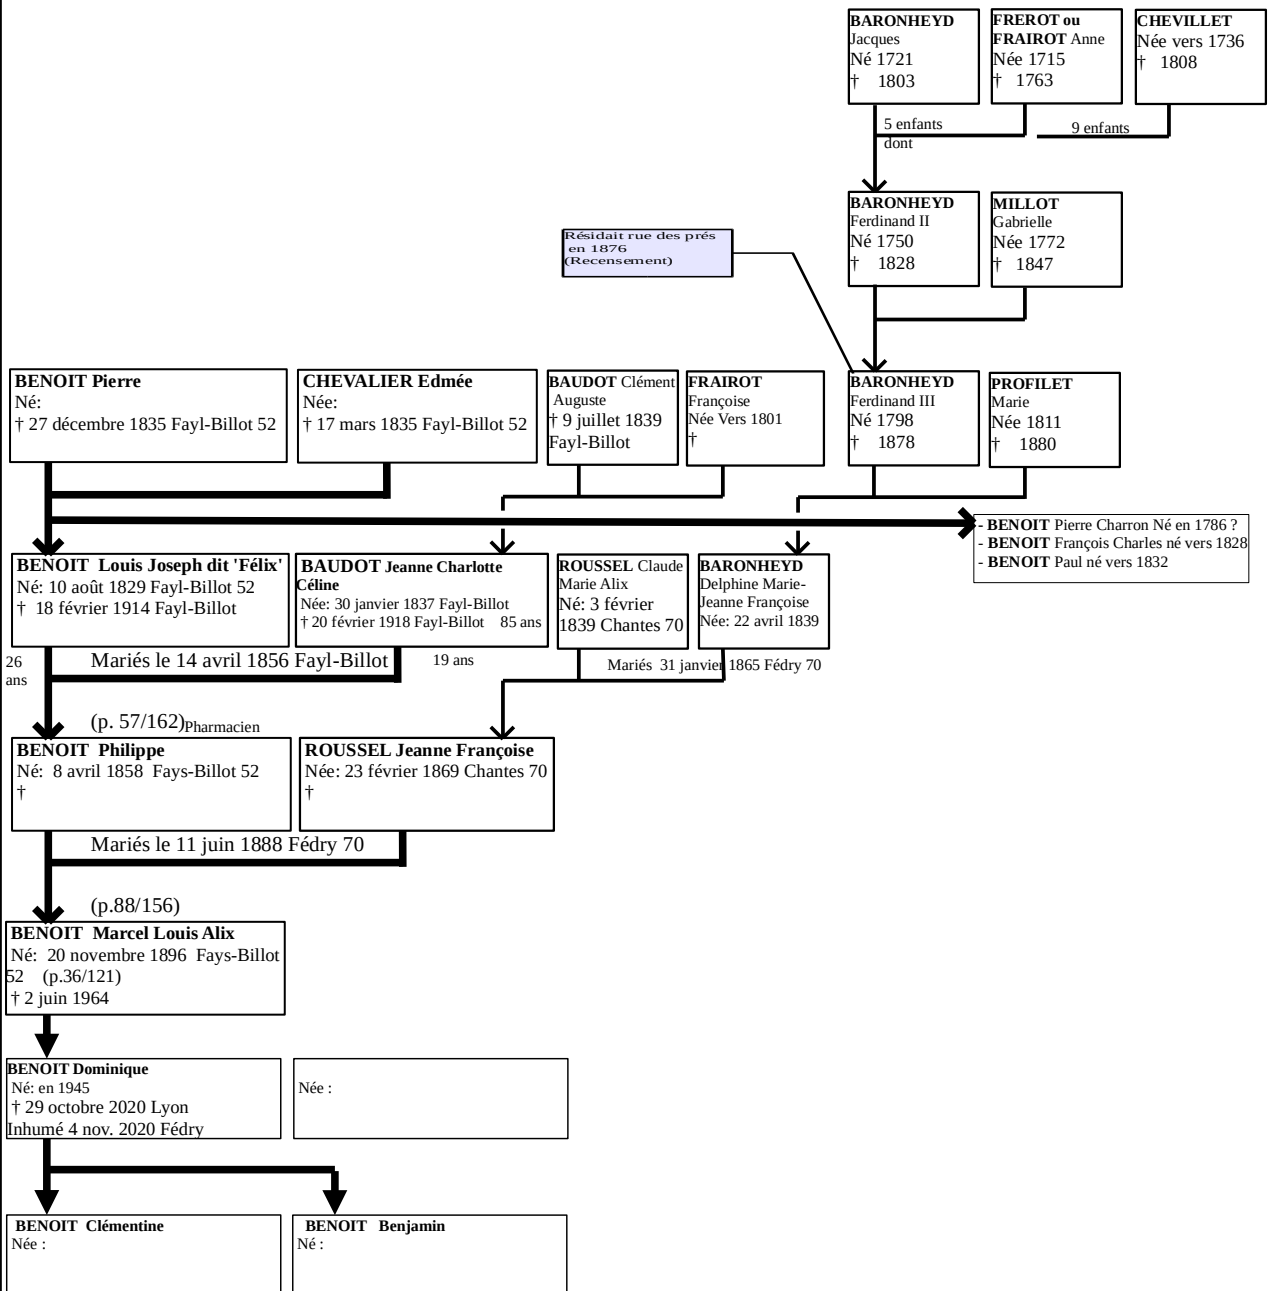 BARONHEYD
Jacques
Né 1721
† 1803
FREROT ou
FRAIROT Anne
Née 1715
† 1763
CHEVILLET
Née vers 1736
† 1808
5 enfants
dont
9 enfants
BARONHEYD
Ferdinand II
Né 1750
† 1828
MILLOT
Gabrielle
Née 1772
† 1847
Résidait rue des prés
en 1876
(Recensement)
BENOIT Pierre
Né:
† 27 décembre 1835 Fayl-Billot 52
CHEVALIER Edmée
Née:
† 17 mars 1835 Fayl-Billot 52
BAUDOT Clément
Auguste
† 9 juillet 1839
Fayl-Billot
FRAIROT
Françoise
Née Vers 1801
†
BARONHEYD
Ferdinand III
Né 1798
† 1878
PROFILET
Marie
Née 1811
† 1880
- BENOIT Pierre Charron Né en 1786 ?
- BENOIT François Charles né vers 1828
- BENOIT Paul né vers 1832
BENOIT Louis Joseph dit 'Félix'
Né: 10 août 1829 Fayl-Billot 52
† 18 février 1914 Fayl-Billot
BAUDOT Jeanne Charlotte
Céline
Née: 30 janvier 1837 Fayl-Billot
† 20 février 1918 Fayl-Billot 85 ans
ROUSSEL Claude
Marie Alix
Né: 3 février
1839 Chantes 70
BARONHEYD
Delphine Marie-
Jeanne Françoise
Née: 22 avril 1839
26
ans
Mariés le 14 avril 1856 Fayl-Billot
19 ans
Mariés 31 janvier 1865 Fédry 70
(p. 57/162)Pharmacien
BENOIT Philippe
Né: 8 avril 1858 Fays-Billot 52
†
ROUSSEL Jeanne Françoise
Née: 23 février 1869 Chantes 70
†
Mariés le 11 juin 1888 Fédry 70
(p.88/156)
BENOIT Marcel Louis Alix
Né: 20 novembre 1896 Fays-Billot
52 (p.36/121)
† 2 juin 1964
BENOIT Dominique
Né: en 1945
† 29 octobre 2020 Lyon
Inhumé 4 nov. 2020 Fédry
Née :
BENOIT Clémentine
Née :
BENOIT Benjamin
Né :